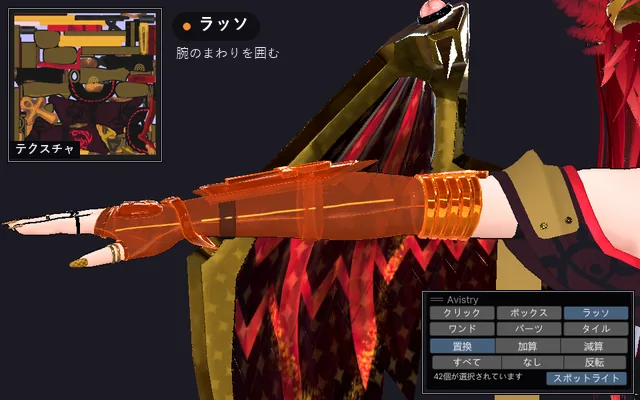 ラッソ
腕のまわりを囲む
テクスチャ
Avistry
クリック ボックス ラッソ
ワンド パーツ タイル
置換 加算 減算
すべて なし 反転
42個が選択されています スポットライト